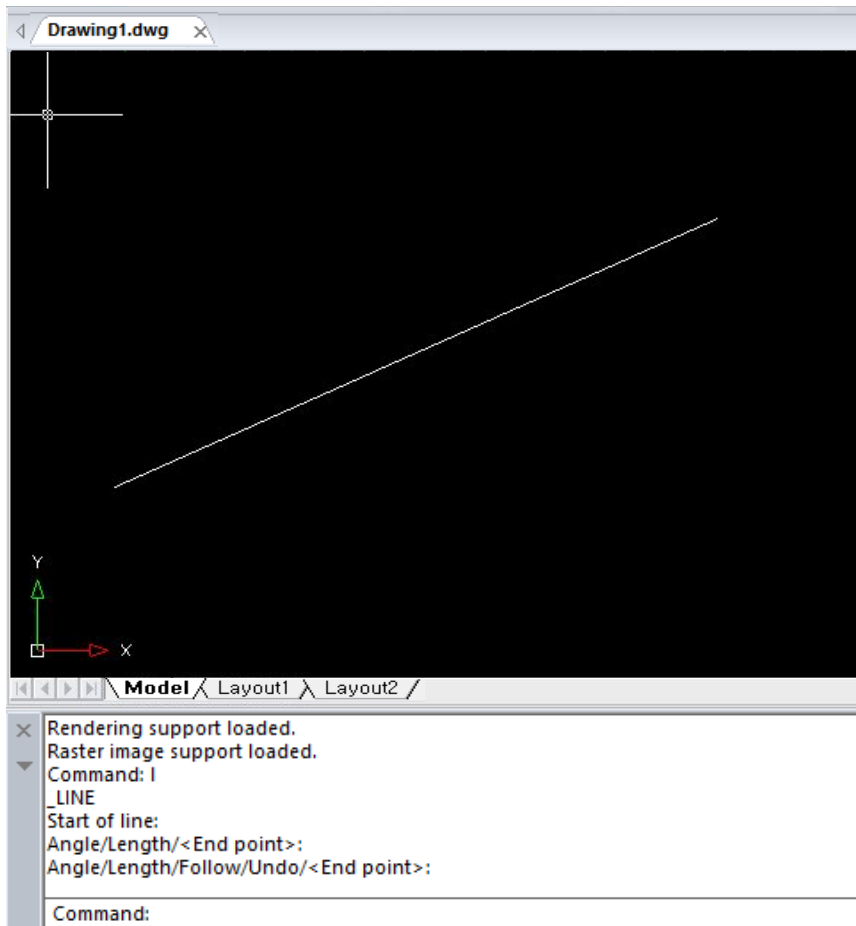 Drawing1.dwg
Y
X
Model Layout1 Layout2
Rendering support loaded.
Raster image support loaded.
Command: l
_LINE
Start of line:
Angle/Length/<End point>:
Angle/Length/Follow/Undo/<End point>:
Command: